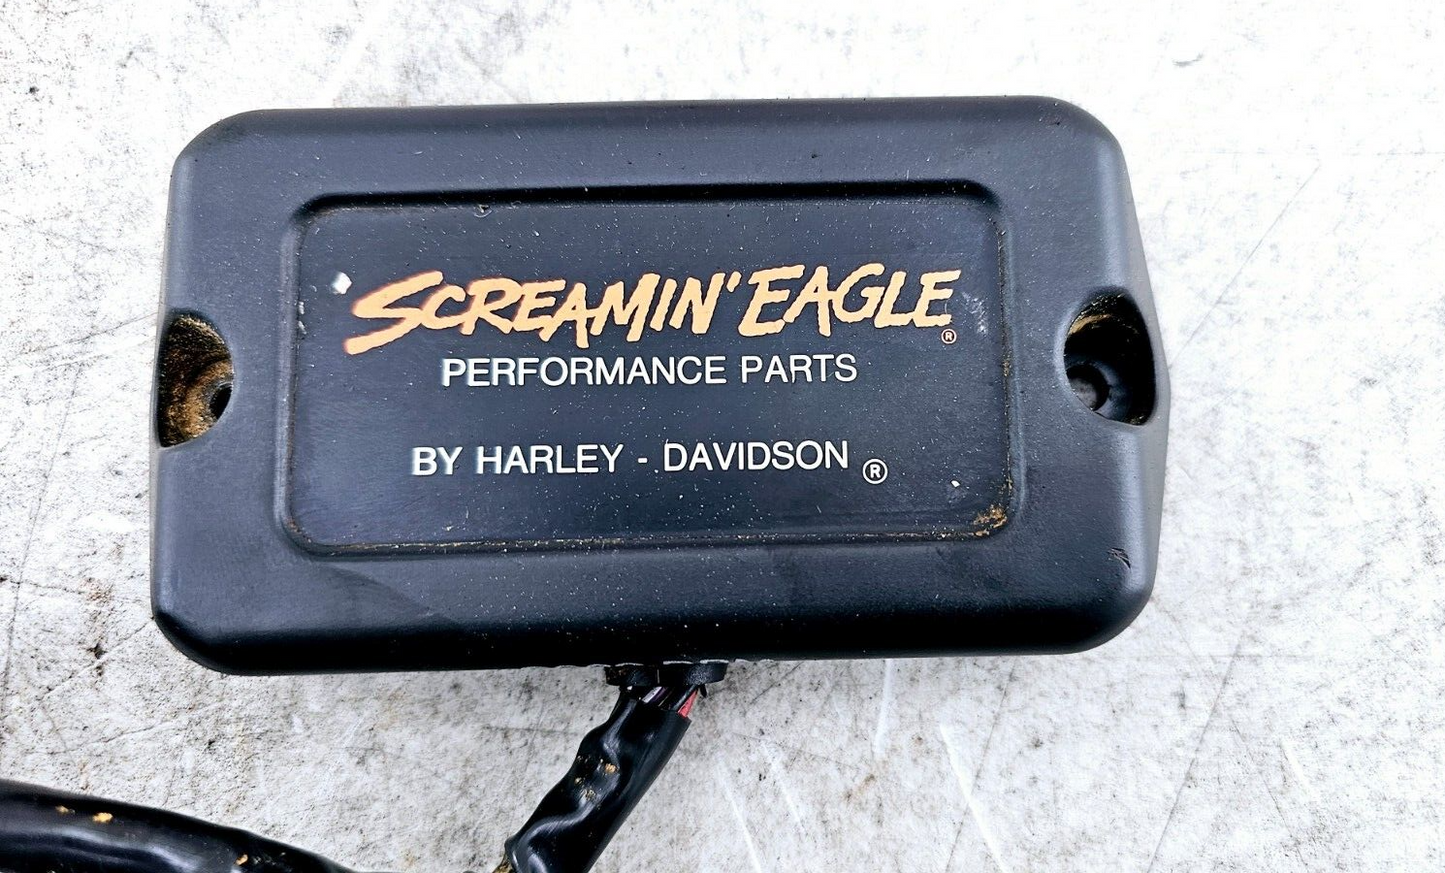 SCREAMIN' EAGLE ®
PERFORMANCE PARTS
BY HARLEY - DAVIDSON ®